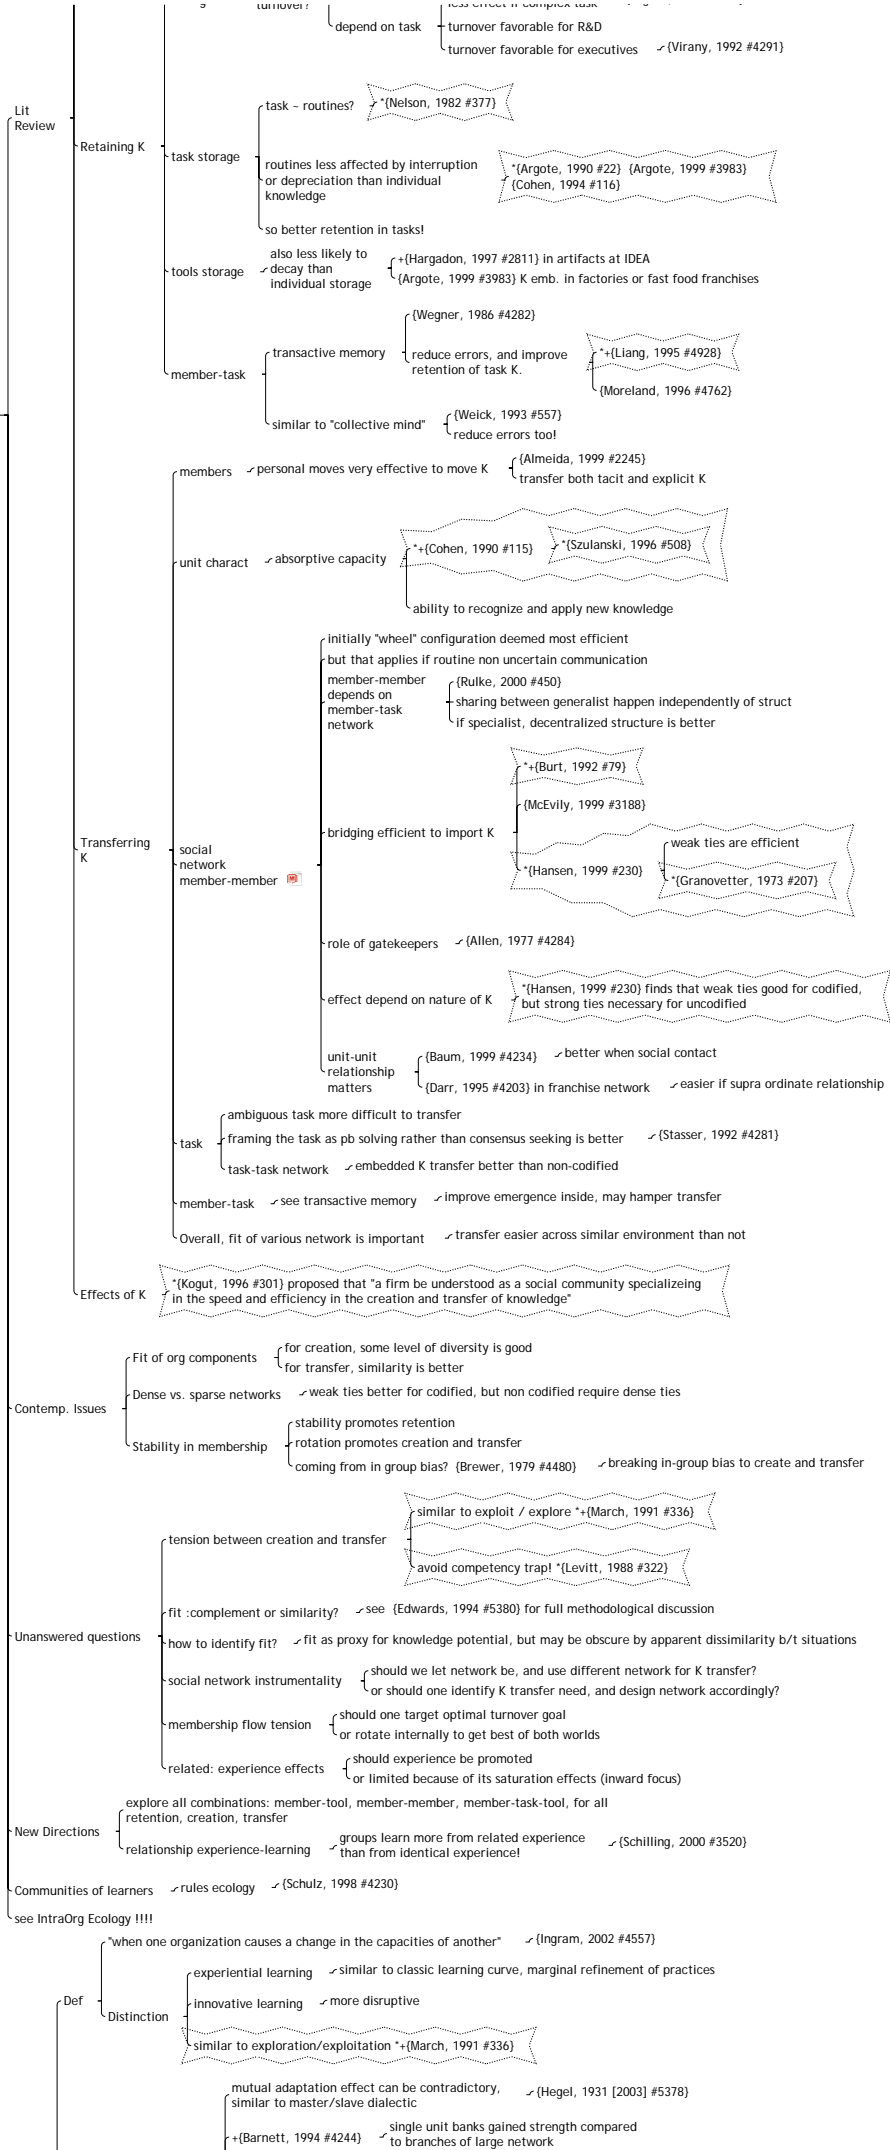 turnover?
less effect if complex task
depend on task
turnover favorable for R&D
turnover favorable for executives
{Virany, 1992 #4291}
Lit
Review
Retaining K
task storage
task ~ routines?
*{Nelson, 1982 #377}
routines less affected by interruption
or depreciation than individual
knowledge
*{Argote, 1990 #22} {Argote, 1999 #3983}
{Cohen, 1994 #116}
so better retention in tasks!
tools storage
also less likely to
decay than
individual storage
+{Hargadon, 1997 #2811} in artifacts at IDEA
{Argote, 1999 #3983} K emb. in factories or fast food franchises
member-task
transactive memory
{Wegner, 1986 #4282}
reduce errors, and improve
retention of task K.
*+{Liang, 1995 #4928}
{Moreland, 1996 #4762}
similar to "collective mind"
{Weick, 1993 #557}
reduce errors too!
Transferring
K
members
personal moves very effective to move K
{Almeida, 1999 #2245}
transfer both tacit and explicit K
unit charact
absorptive capacity
*+{Cohen, 1990 #115}
*{Szulanski, 1996 #508}
ability to recognize and apply new knowledge
social
network
member-member
initially "wheel" configuration deemed most efficient
but that applies if routine non uncertain communication
member-member
depends on
member-task
network
{Rulke, 2000 #450}
sharing between generalist happen independently of struct
if specialist, decentralized structure is better
bridging efficient to import K
*+{Burt, 1992 #79}
{McEvily, 1999 #3188}
*{Hansen, 1999 #230}
weak ties are efficient
*{Granovetter, 1973 #207}
role of gatekeepers
{Allen, 1977 #4284}
effect depend on nature of K
*{Hansen, 1999 #230} finds that weak ties good for codified,
but strong ties necessary for uncodified
unit-unit
relationship
matters
{Baum, 1999 #4234}
better when social contact
{Darr, 1995 #4203} in franchise network
easier if supra ordinate relationship
task
ambiguous task more difficult to transfer
framing the task as pb solving rather than consensus seeking is better
{Stasser, 1992 #4281}
task-task network
embedded K transfer better than non-codified
member-task
see transactive memory
improve emergence inside, may hamper transfer
Overall, fit of various network is important
transfer easier across similar environment than not
Effects of K
*{Kogut, 1996 #301} proposed that "a firm be understood as a social community specializeing
in the speed and efficiency in the creation and transfer of knowledge"
Contemp. Issues
Fit of org components
for creation, some level of diversity is good
for transfer, similarity is better
Dense vs. sparse networks
weak ties better for codified, but non codified require dense ties
Stability in membership
stability promotes retention
rotation promotes creation and transfer
coming from in group bias? {Brewer, 1979 #4480}
breaking in-group bias to create and transfer
Unanswered questions
tension between creation and transfer
similar to exploit / explore *+{March, 1991 #336}
avoid competency trap! *{Levitt, 1988 #322}
fit :complement or similarity?
see {Edwards, 1994 #5380} for full methodological discussion
how to identify fit?
fit as proxy for knowledge potential, but may be obscure by apparent dissimilarity b/t situations
social network instrumentality
should we let network be, and use different network for K transfer?
or should one identify K transfer need, and design network accordingly?
membership flow tension
should one target optimal turnover goal
or rotate internally to get best of both worlds
related: experience effects
should experience be promoted
or limited because of its saturation effects (inward focus)
New Directions
explore all combinations: member-tool, member-member, member-task-tool, for all
retention, creation, transfer
relationship experience-learning
groups learn more from related experience
than from identical experience!
{Schilling, 2000 #3520}
Communities of learners
rules ecology
{Schulz, 1998 #4230}
see IntraOrg Ecology !!!!
Def
"when one organization causes a change in the capacities of another"
{Ingram, 2002 #4557}
Distinction
experiential learning
similar to classic learning curve, marginal refinement of practices
innovative learning
more disruptive
similar to exploration/exploitation *+{March, 1991 #336}
mutual adaptation effect can be contradictory,
similar to master/slave dialectic
{Hegel, 1931 [2003] #5378}
+{Barnett, 1994 #4244}
single unit banks gained strength compared
to branches of large network